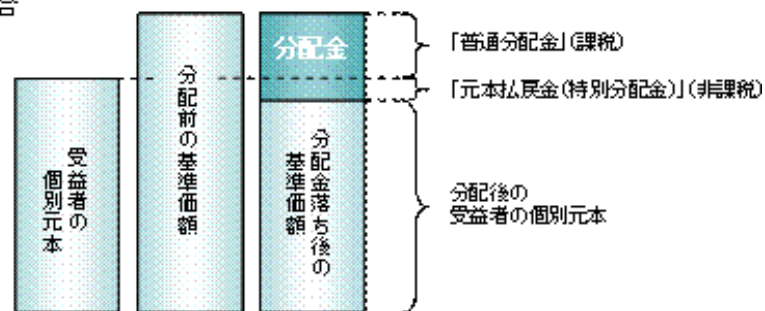 受益者の
個別元本
分配前の基準価額
分配金
分配金落ち後の
基準価額
「普通分配金」(課税)
「元本払戻金(特別分配金)」(非課税)
分配後の
受益者の個別元本